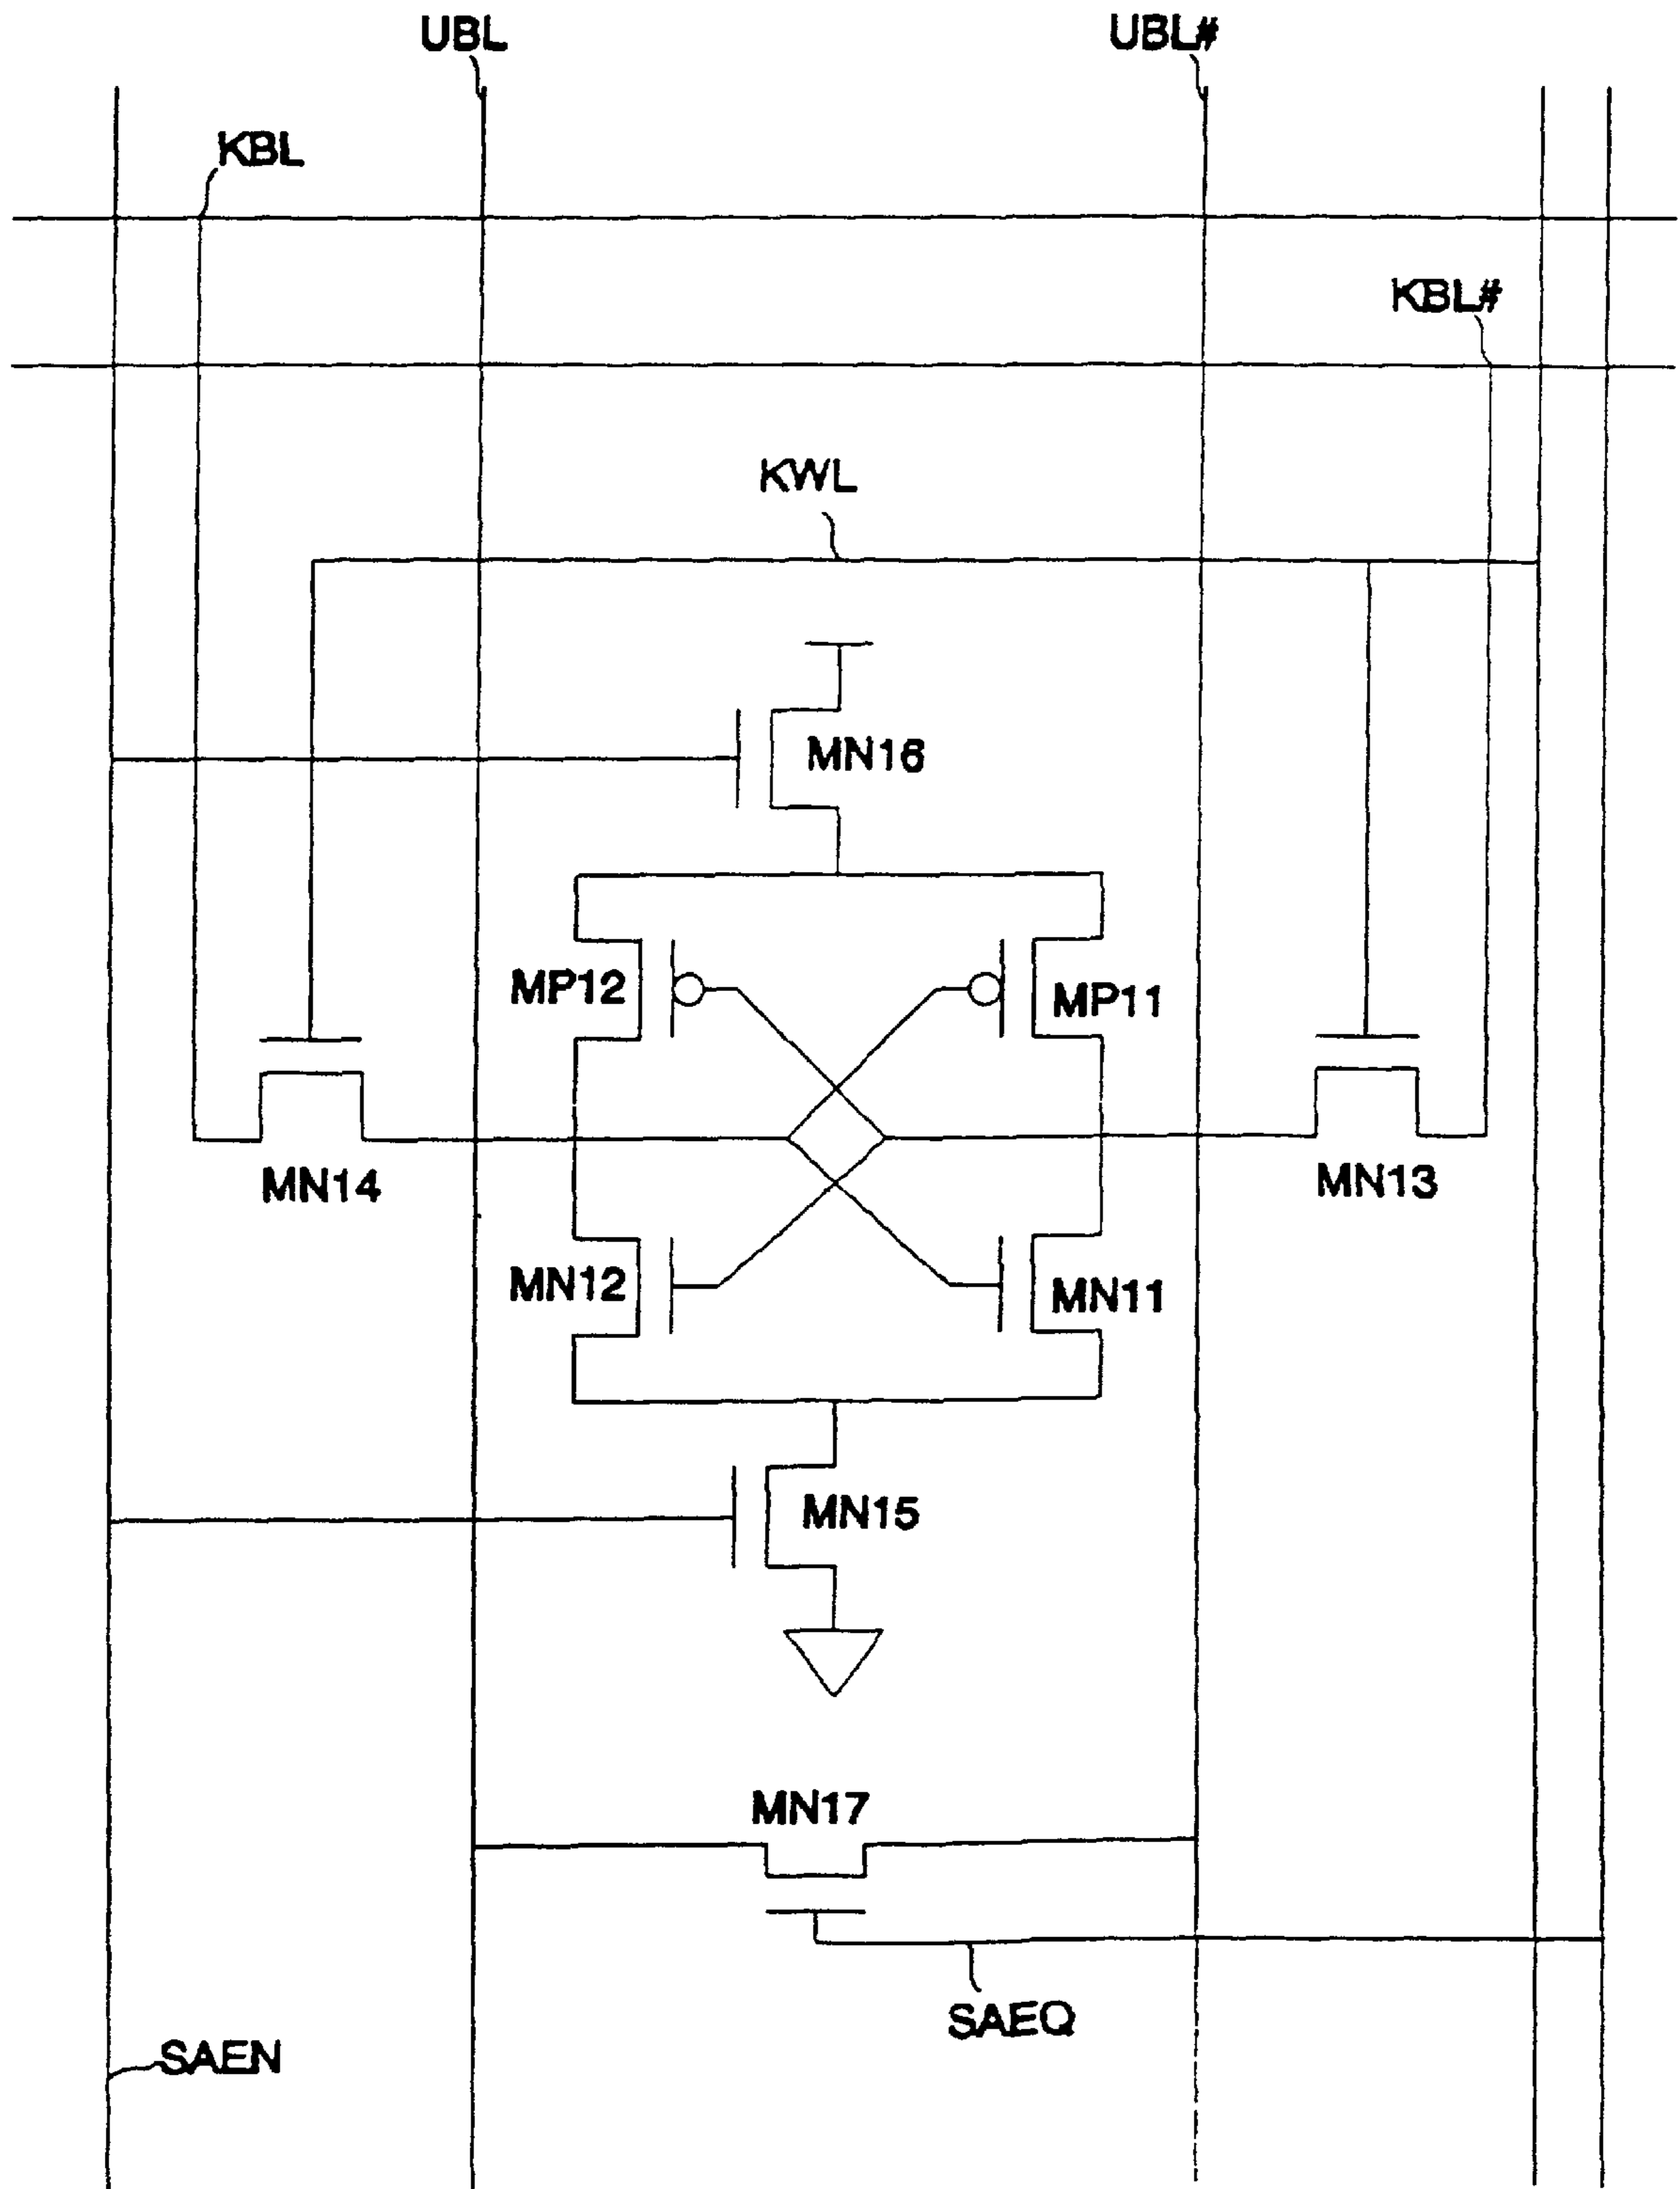 UBL
UBL#
KBL
KBL#
KWL
MN16
MP12
MP11
MN14
MN13
MN12
MN11
MN15
MN17
SAEQ
SAEN